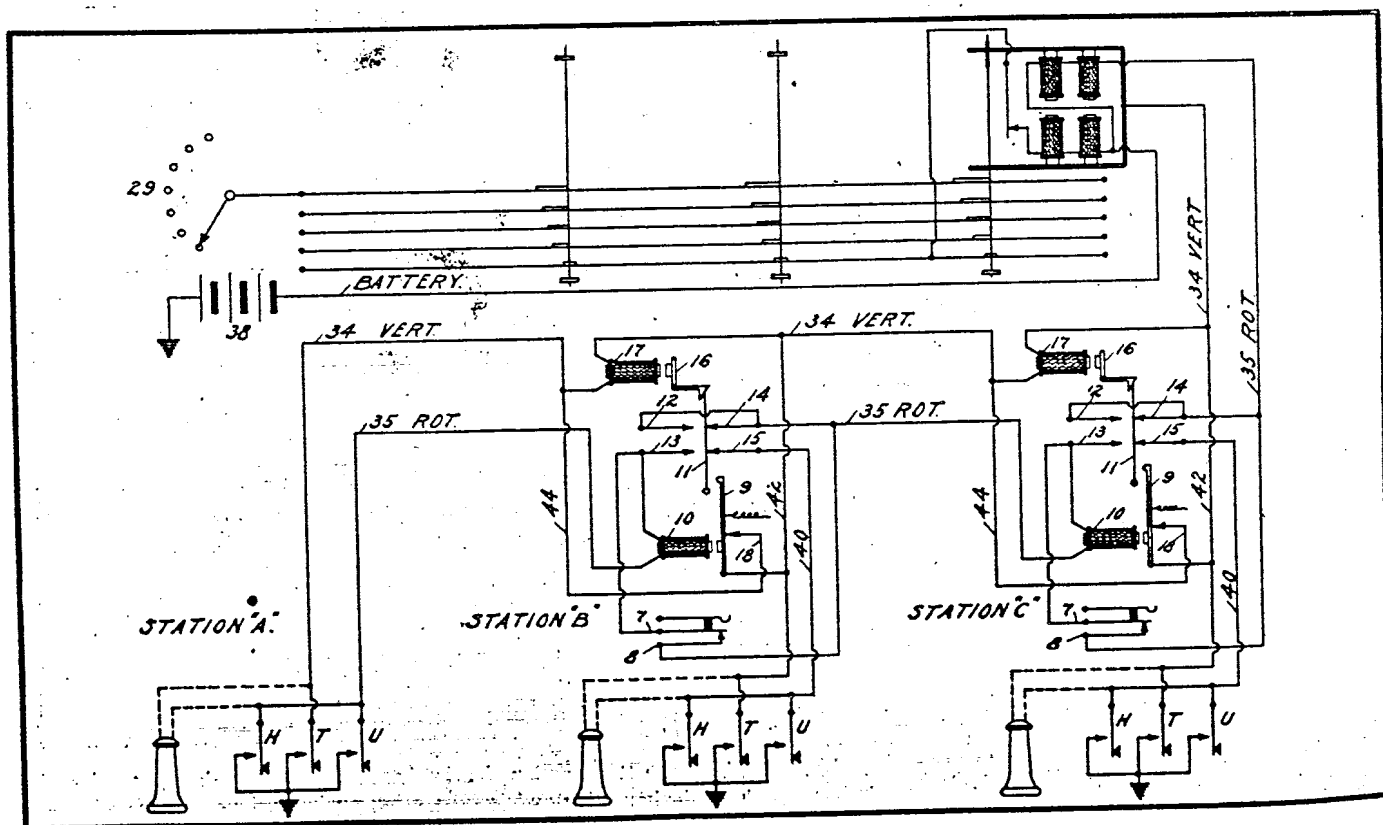 29
34 VERT
35 ROT
BATTERY.
38
34 VERT.
34 VERT.
17
16
17
16
12
14
12
14
35 ROT.
35 ROT.
13
15
13
15
11
11
9
42
9
42
44
44
10
10
18
40
18
40
STATION "A."
STATION "B"
STATION "C"
7
7
8
8
H
T
U
H
T
U
H
T
U